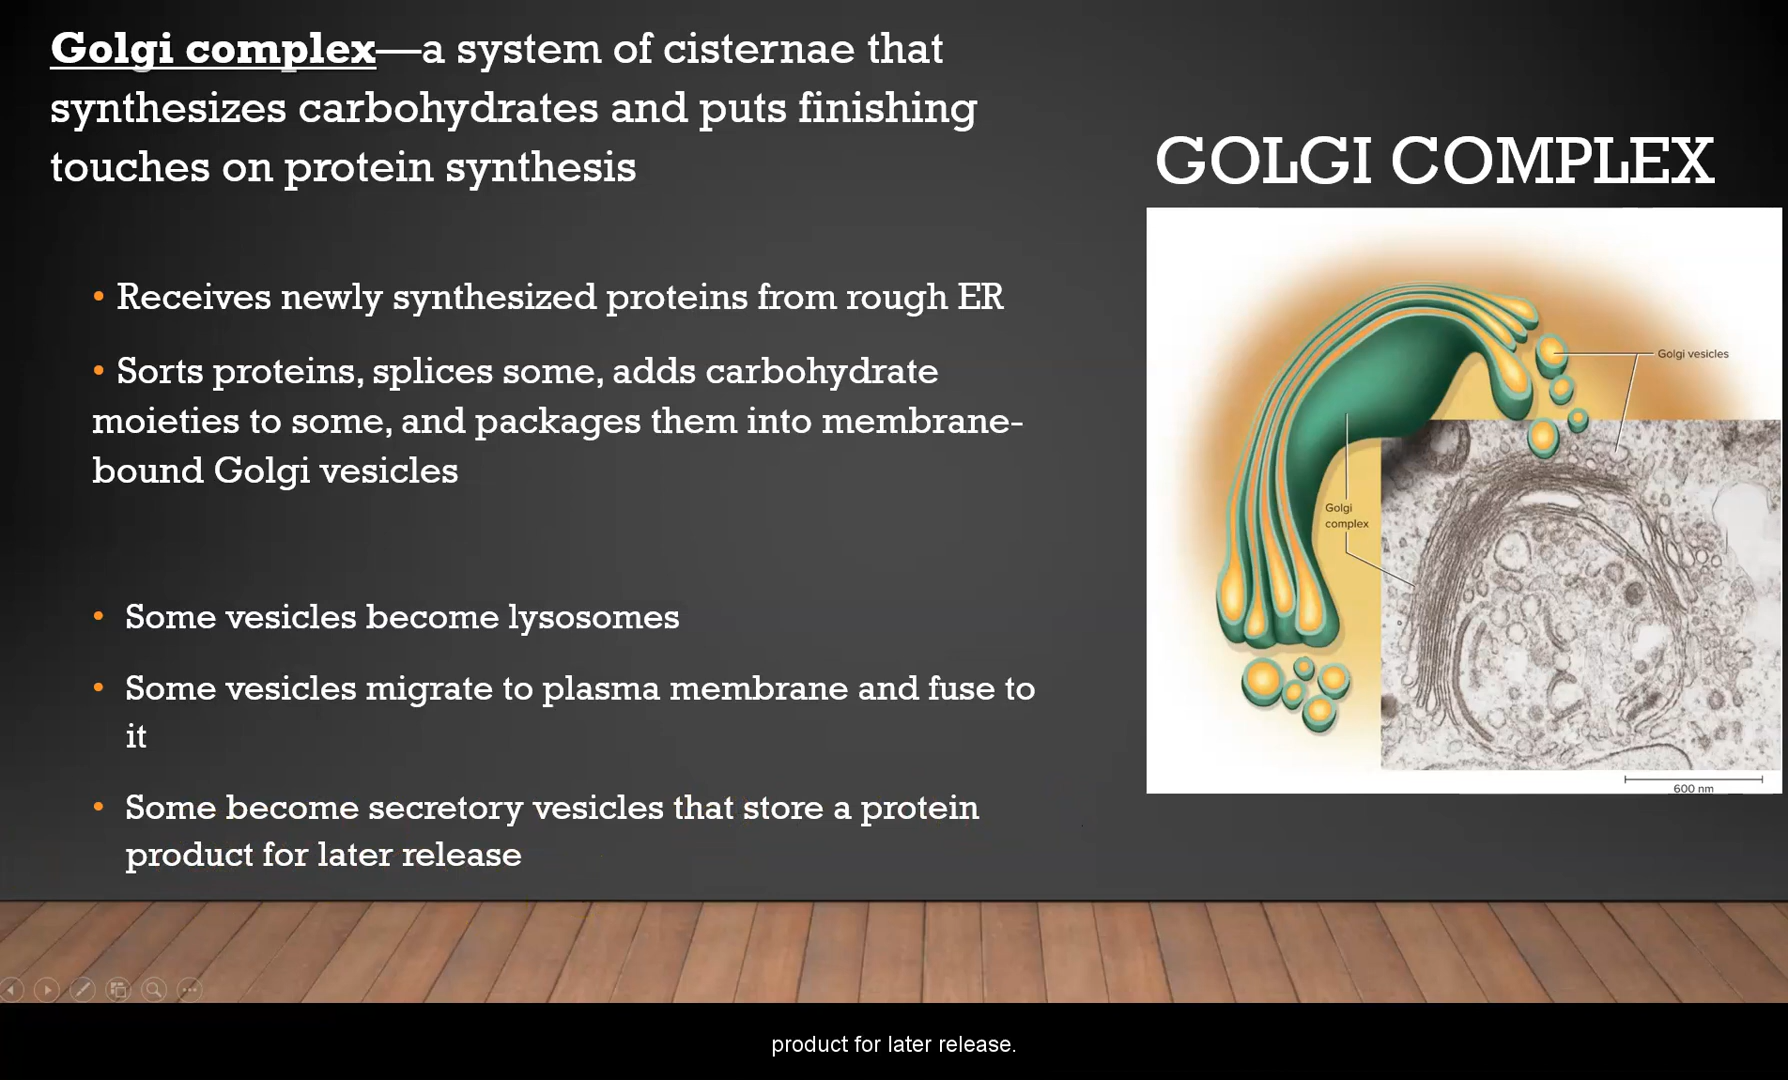 Golgi complex—a system of cisternae that
synthesizes carbohydrates and puts finishing
touches on protein synthesis
• Receives newly synthesized proteins from rough ER
• Sorts proteins, splices some, adds carbohydrate
moieties to some, and packages them into membrane-
bound Golgi vesicles
• Some vesicles become lysosomes
• Some vesicles migrate to plasma membrane and fuse to
it
• Some become secretory vesicles that store a protein
product for later release
GOLGI COMPLEX
Golgi vesicles
Golgi
complex
600 nm
product for later release.